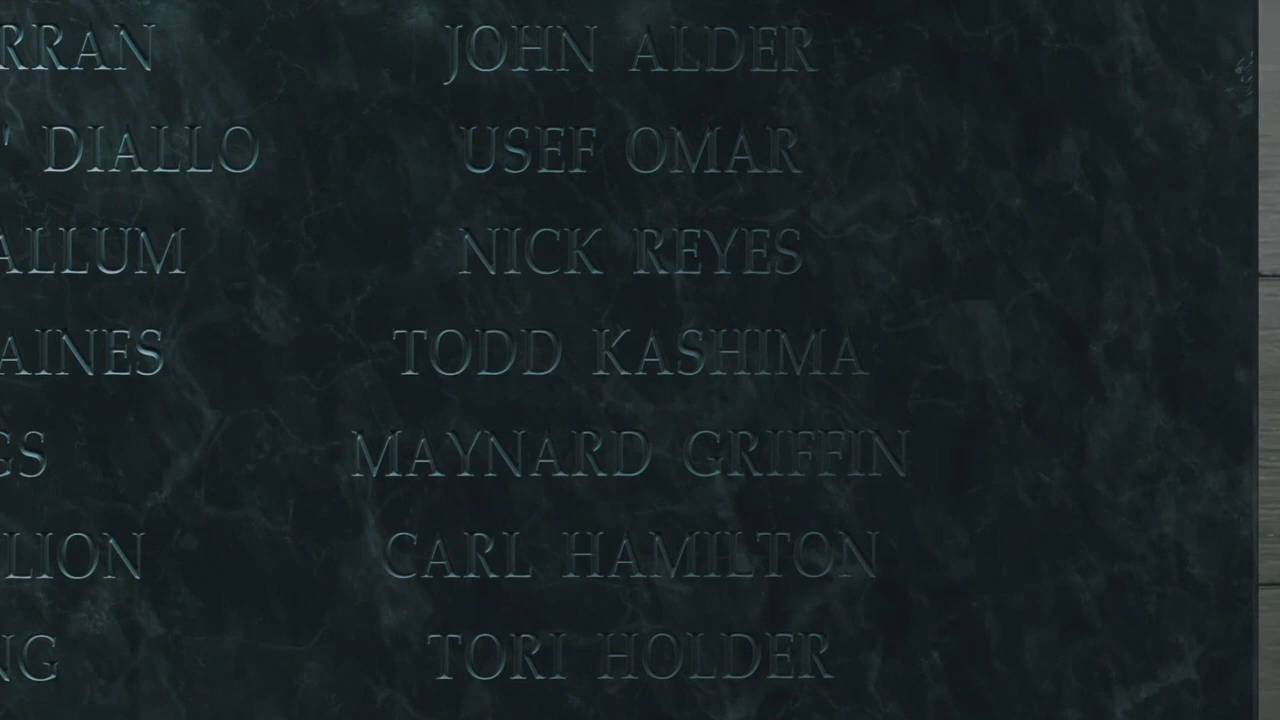 RRAN JOHN ALDER
' DIALLO USEF OMAR
ALLUM NICK REYES
AINES TODD KASHIMA
GS MAYNARD GRIFFIN
LION CARL HAMILTON
NG TORI HOLDER